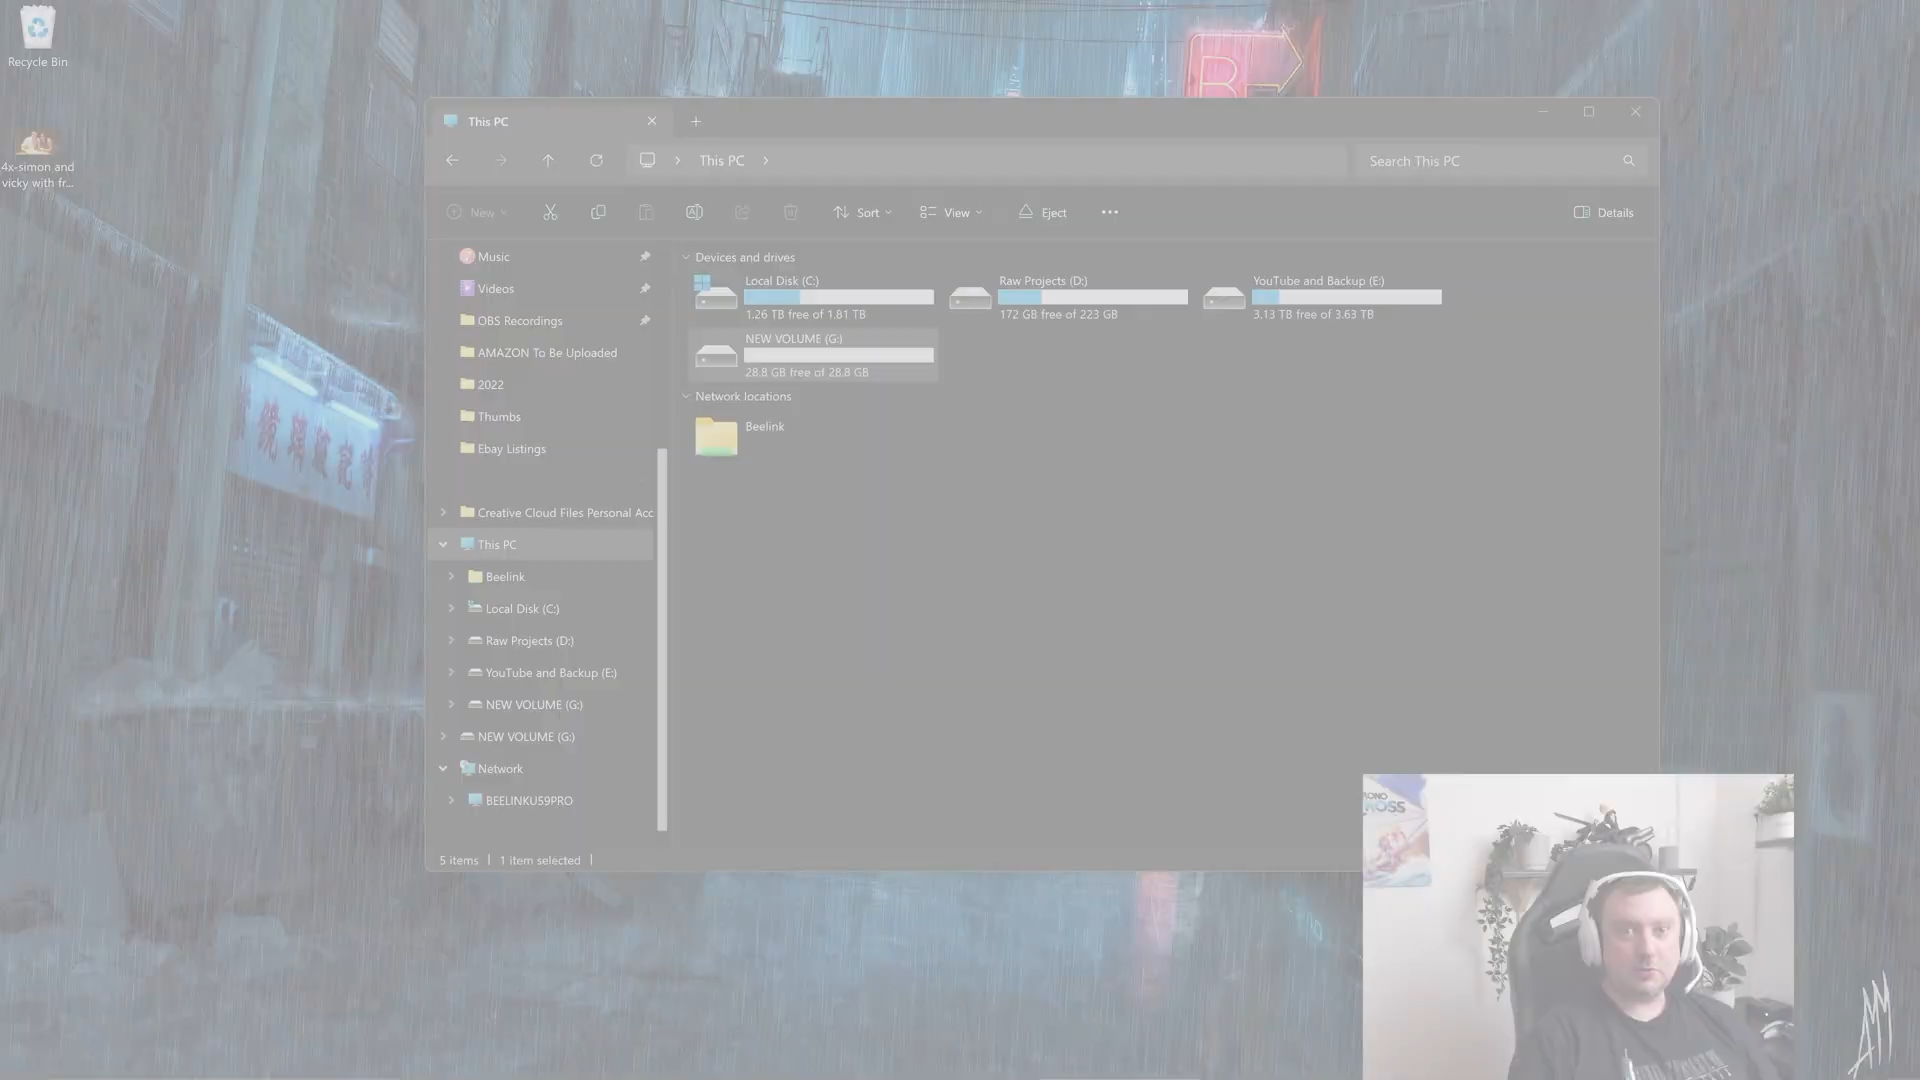 Recycle Bin
4x-simon and
vicky with fr...
B
This PC
This PC
Search This PC
New
Sort
View
Eject
Details
Music
Videos
OBS Recordings
AMAZON To Be Uploaded
2022
Thumbs
Ebay Listings
Creative Cloud Files Personal Acc
This PC
Beelink
Local Disk (C:)
Raw Projects (D:)
YouTube and Backup (E:)
NEW VOLUME (G:)
NEW VOLUME (G:)
Network
BEELINKU59PRO
Devices and drives
Local Disk (C:)
1.26 TB free of 1.81 TB
Raw Projects (D:)
172 GB free of 223 GB
YouTube and Backup (E:)
3.13 TB free of 3.63 TB
NEW VOLUME (G:)
28.8 GB free of 28.8 GB
Network locations
Beelink
5 items
1 item selected